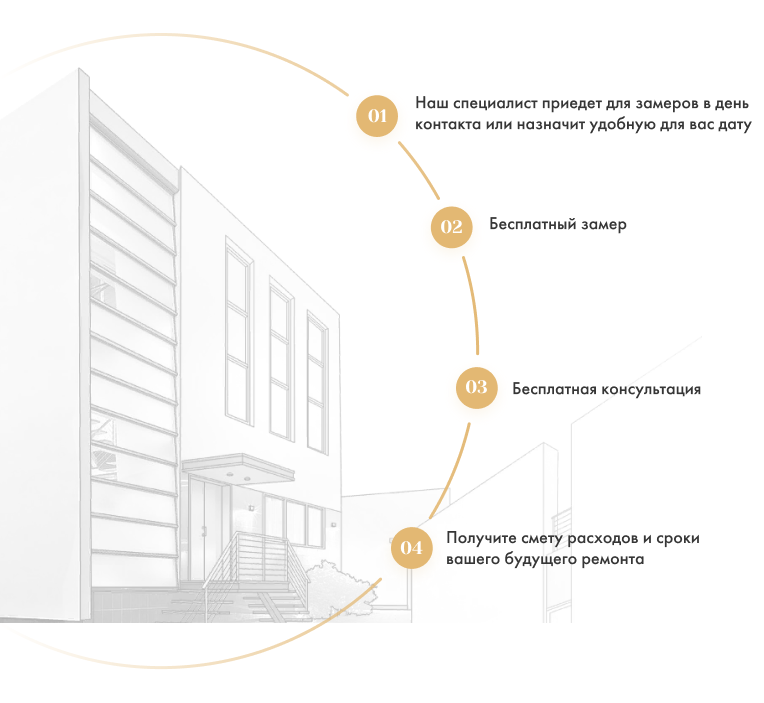 01
Наш специалист приедет для замеров в день
контакта или назначит удобную для вас дату
02
Бесплатный замер
03
Бесплатная консультация
04
Получите смету расходов и сроки
вашего будущего ремонта